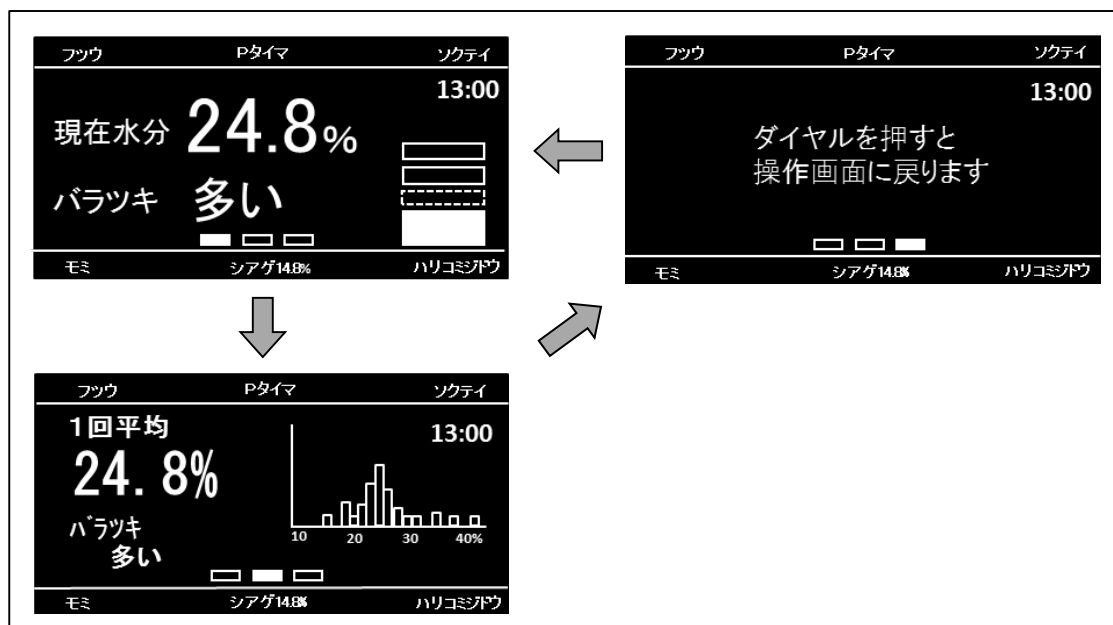 フツウ Pタイマ ソクテイ
13:00
現在水分 24.8%
バラツキ 多い
モミ シアゲ14.8% ハリコミジドウ
フツウ Pタイマ ソクテイ
13:00
ダイヤルを押すと
操作画面に戻ります
モミ シアゲ14.8% ハリコミジドウ
フツウ Pタイマ ソクテイ
1回平均
13:00
24.8%
バラツキ
多い
10 20 30 40%
モミ シアゲ14.8% ハリコミジドウ